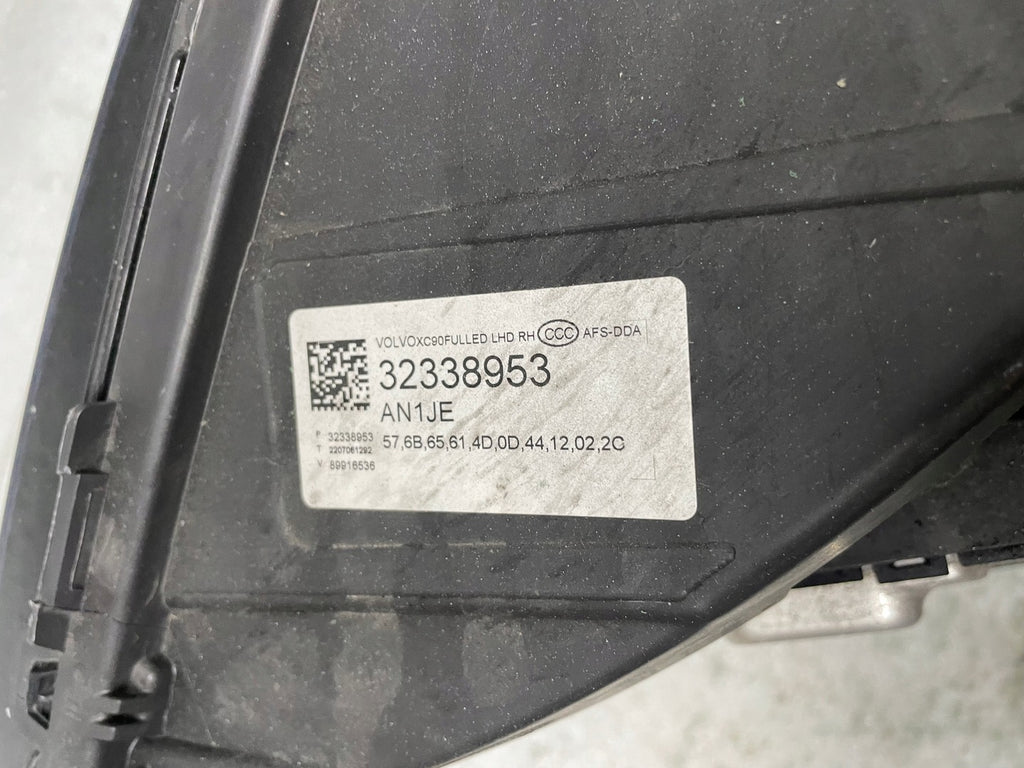 VOLVOXC90FULLED LHD RH CCC AFS-DDA
32338953
AN1JE
57,6B,65,61,4D,0D,44,12,02,2C
P 32338953
T 2207061292
V 89916536